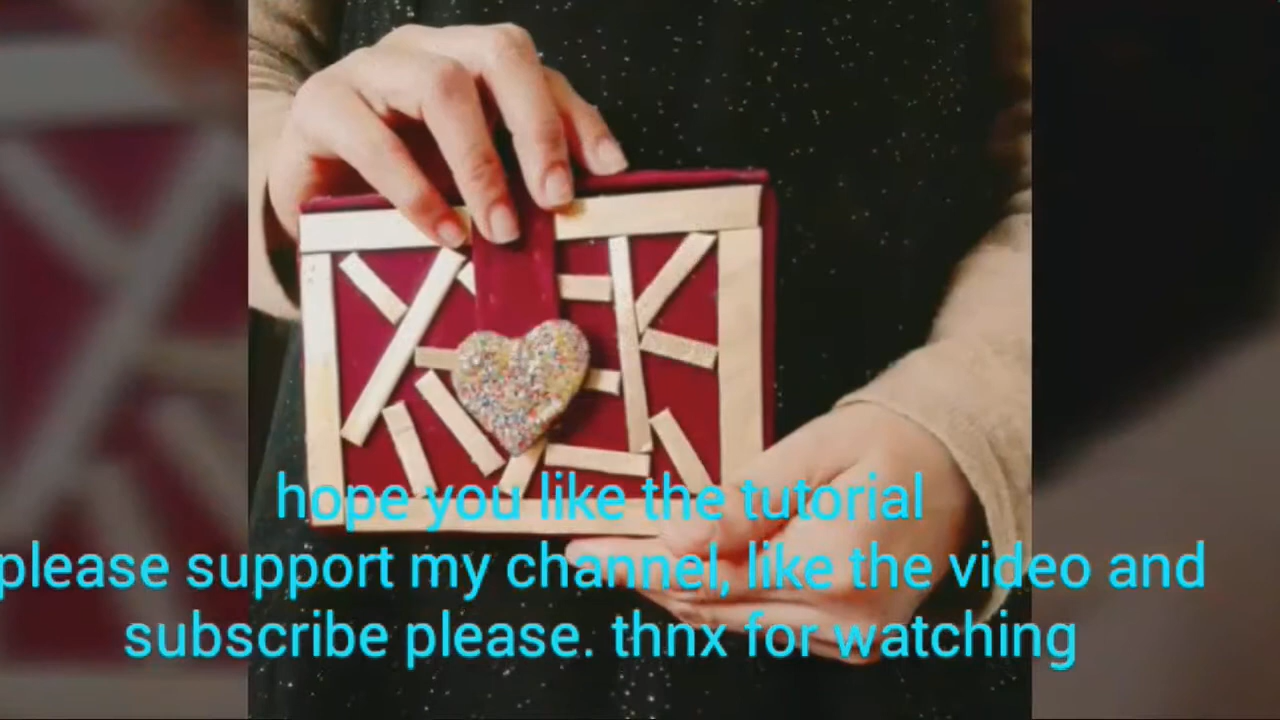 hope you like the tutorial
please support my channel, like the video and
subscribe please. thnx for watching